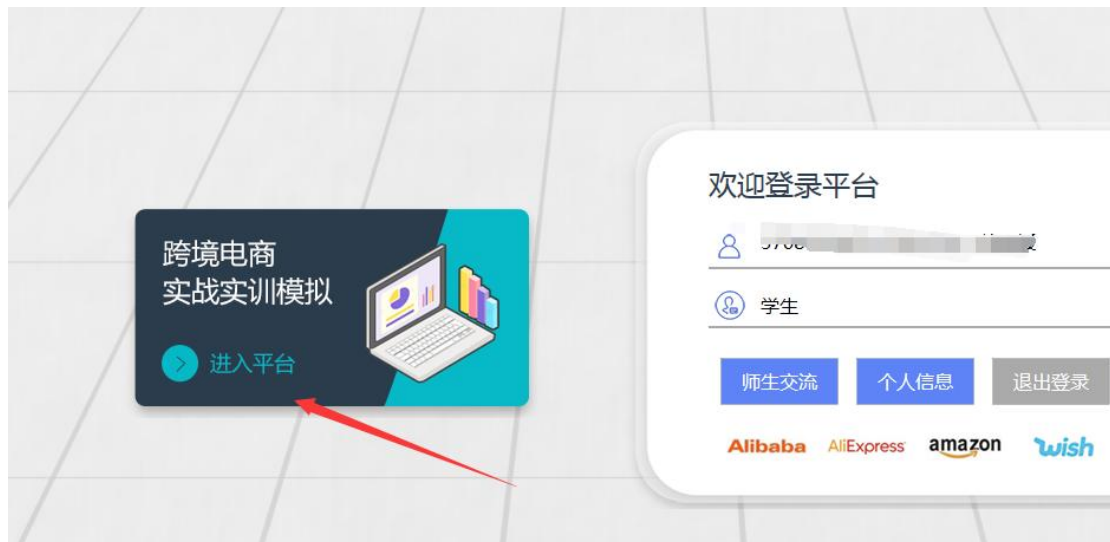 跨境电商
实战实训模拟
进入平台
欢迎登录平台
学生
师生交流 个人信息 退出登录
Alibaba AliExpress amazon wish